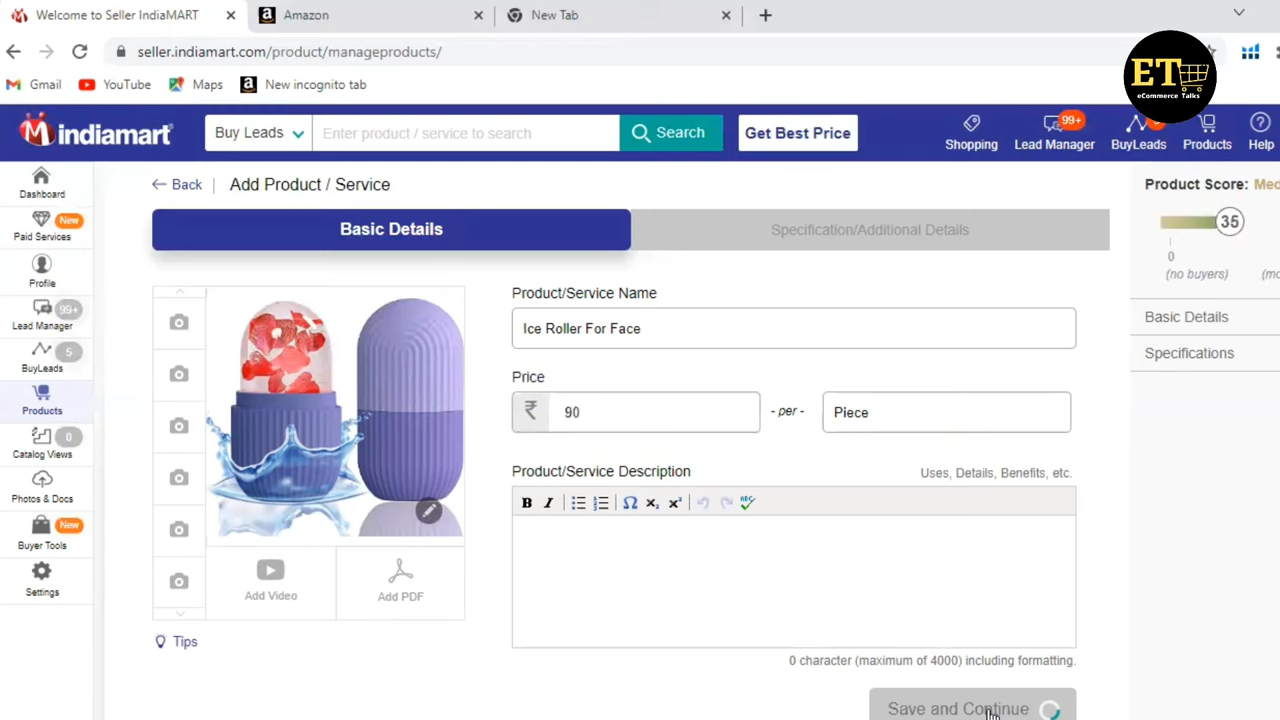 Welcome to Seller IndiaMART
Amazon
New Tab
seller.indiamart.com/product/manageproducts/
Gmail
YouTube
Maps
New incognito tab
ET
eCommerce Talks
indiamart
Buy Leads
Enter product / service to search
Search
Get Best Price
Shopping
99+
Lead Manager
BuyLeads
Products
Help
Dashboard
New
Paid Services
Profile
99+
Lead Manager
5
BuyLeads
Products
0
Catalog Views
Photos & Docs
New
Buyer Tools
Settings
Back
Add Product / Service
Basic Details
Specification/Additional Details
Product/Service Name
Ice Roller For Face
Price
₹ 90 - per - Piece
Product/Service Description
Uses, Details, Benefits, etc.
B I Ω x₂ x² ABC
0 character (maximum of 4000) including formatting.
Save and Continue
Add Video
Add PDF
Tips
Product Score: Med
35
0
(no buyers)
(mo
Basic Details
Specifications